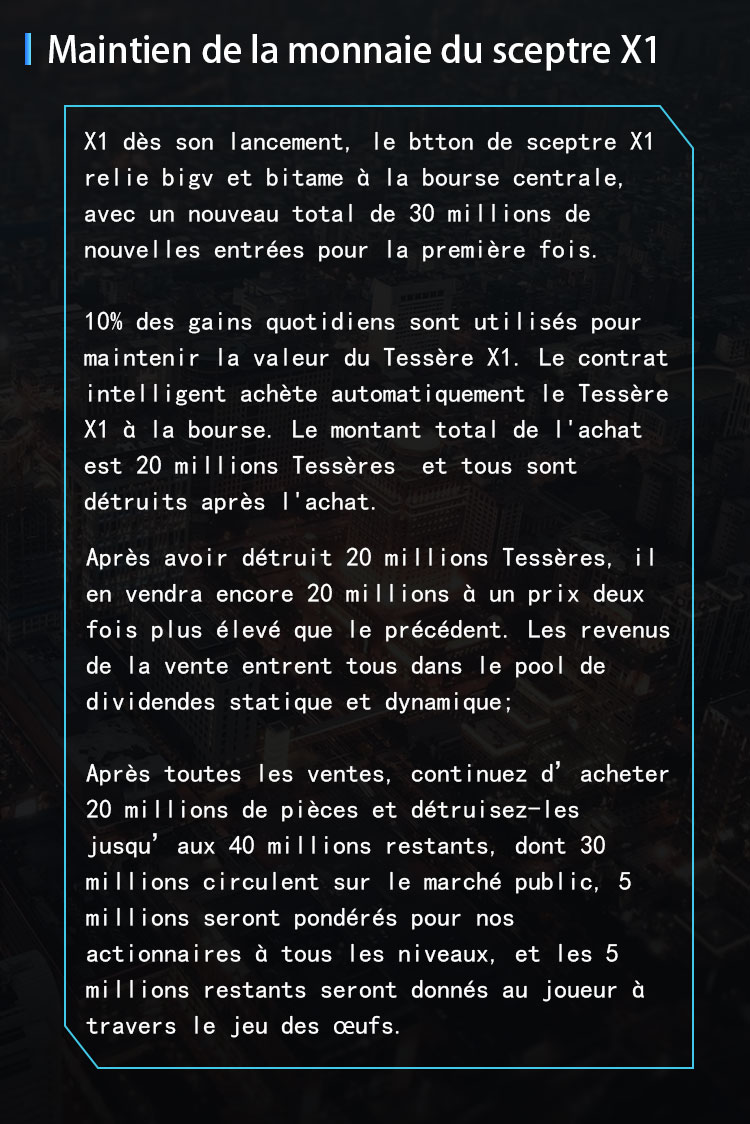 Maintien de la monnaie du sceptre X1
X1 dès son lancement, le btton de sceptre X1
relie bigv et bitame à la bourse centrale,
avec un nouveau total de 30 millions de
nouvelles entrées pour la première fois.
10% des gains quotidiens sont utilisés pour
maintenir la valeur du Tessère X1. Le contrat
intelligent achète automatiquement le Tessère
X1 à la bourse. Le montant total de l'achat
est 20 millions Tessères  et tous sont
détruits après l'achat.
Après avoir détruit 20 millions Tessères, il
en vendra encore 20 millions à un prix deux
fois plus élevé que le précédent. Les revenus
de la vente entrent tous dans le pool de
dividendes statique et dynamique;
Après toutes les ventes, continuez d’acheter
20 millions de pièces et détruisez-les
jusqu’aux 40 millions restants, dont 30
millions circulent sur le marché public, 5
millions seront pondérés pour nos
actionnaires à tous les niveaux, et les 5
millions restants seront donnés au joueur à
travers le jeu des œufs.